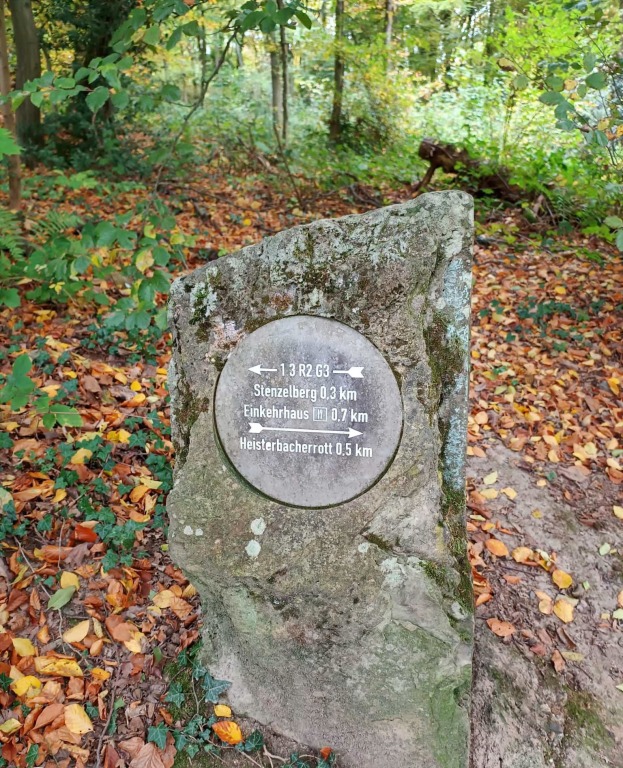 ← 1 3 R2 G3 ←
Stenzelberg 0,3 km
Einkehrhaus 0,7 km
→
Heisterbacherrott 0,5 km